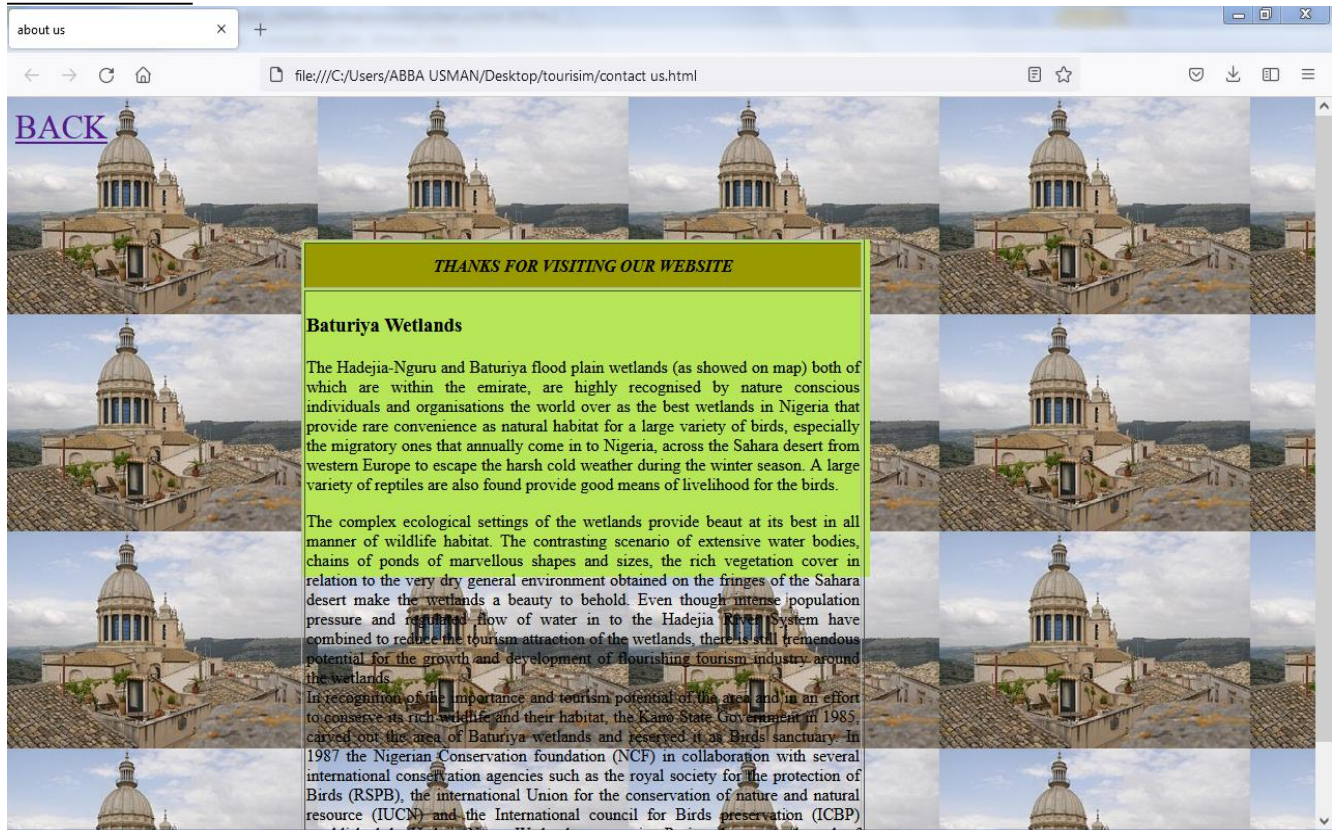 about us
file:///C:/Users/ABBA USMAN/Desktop/tourisim/contact us.html
BACK
THANKS FOR VISITING OUR WEBSITE
Baturiya Wetlands
The Hadejia-Nguru and Baturiya flood plain wetlands (as showed on map) both of
which are within the emirate, are highly recognised by nature conscious
individuals and organisations the world over as the best wetlands in Nigeria that
provide rare convenience as natural habitat for a large variety of birds, especially
the migratory ones that annually come in to Nigeria, across the Sahara desert from
western Europe to escape the harsh cold weather during the winter season. A large
variety of reptiles are also found provide good means of livelihood for the birds.
The complex ecological settings of the wetlands provide beaut at its best in all
manner of wildlife habitat. The contrasting scenario of extensive water bodies,
chains of ponds of marvellous shapes and sizes, the rich vegetation cover in
relation to the very dry general environment obtained on the fringes of the Sahara
desert make the wetlands a beauty to behold. Even though intense population
pressure and regulated flow of water in to the Hadejia River System have
combined to reduce the tourism attraction of the wetlands, there is still tremendous
potential for the growth and development of flourishing tourism industry around
the wetlands.
In recognition of the importance and tourism potential of the area and in an effort
to conserve its rich wildlife and their habitat, the Kano State Government in 1985,
carved out the area of Baturiya wetlands and reserved it as Birds sanctuary. In
1987 the Nigerian Conservation foundation (NCF) in collaboration with several
international conservation agencies such as the royal society for the protection of
Birds (RSPB), the international Union for the conservation of nature and natural
resource (IUCN) and the International council for Birds preservation (ICBP)